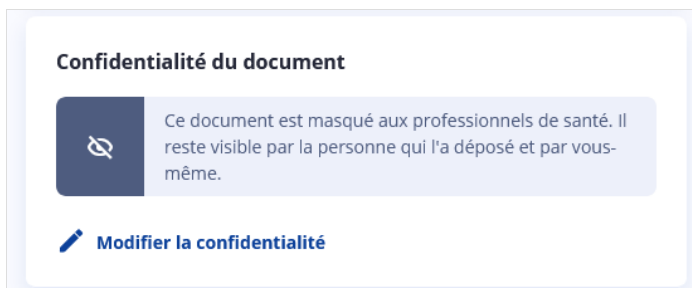 Confidentialité du document
Ce document est masqué aux professionnels de santé. Il
reste visible par la personne qui l'a déposé et par vous-
même.
Modifier la confidentialité